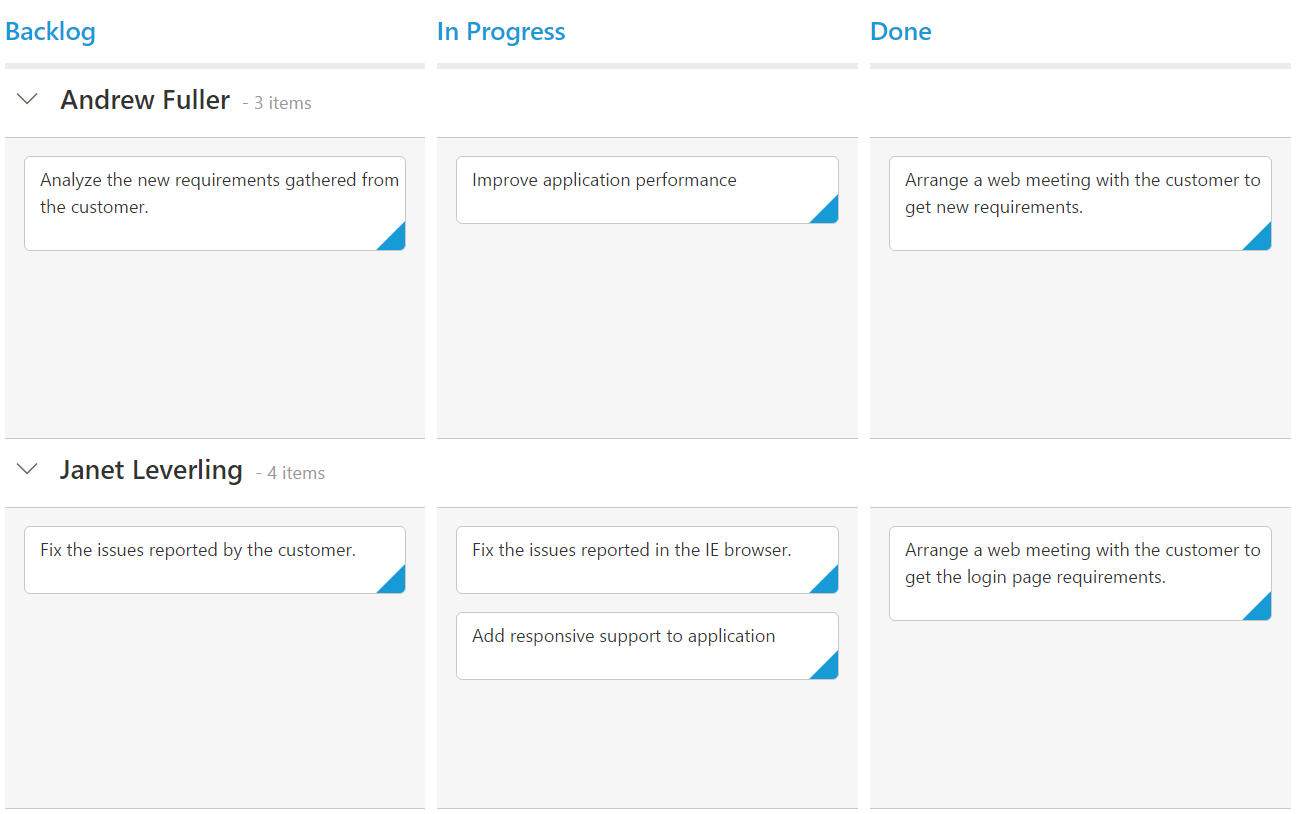 Backlog In Progress Done
Andrew Fuller - 3 items
Analyze the new requirements gathered from
the customer.
Improve application performance
Arrange a web meeting with the customer to
get new requirements.
Janet Leverling - 4 items
Fix the issues reported by the customer.
Fix the issues reported in the IE browser.
Add responsive support to application
Arrange a web meeting with the customer to
get the login page requirements.